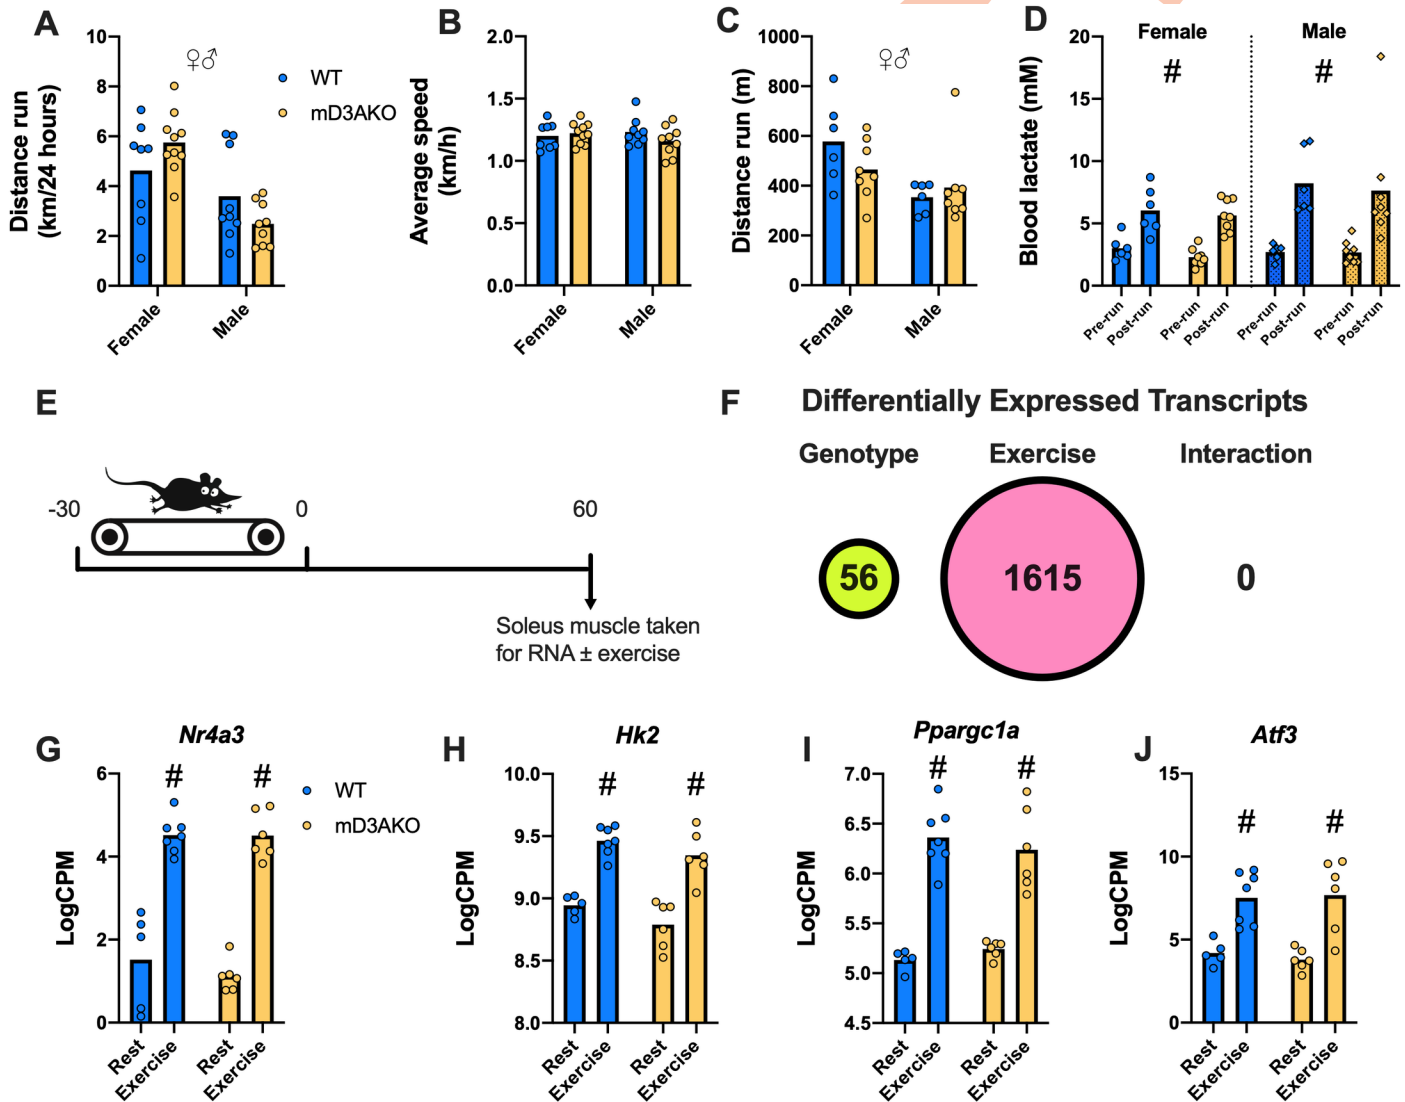 A
Distance run
(km/24 hours)
10
8
6
4
2
0
♀♂
WT
mD3AKO
Female
Male
B
Average speed
(km/h)
2.0
1.5
1.0
0.5
0.0
Female
Male
C
Distance run (m)
1000
800
600
400
200
0
♀♂
Female
Male
D
Blood lactate (mM)
20
15
10
5
0
Female
Male
#
#
Pre-run
Post-run
Pre-run
Post-run
Pre-run
Post-run
Pre-run
Post-run
E
-30
0
60
Soleus muscle taken
for RNA ± exercise
F
Differentially Expressed Transcripts
Genotype
Exercise
Interaction
56
1615
0
G
Nr4a3
LogCPM
6
4
2
0
#
#
WT
mD3AKO
Rest
Exercise
Rest
Exercise
H
Hk2
LogCPM
10.0
9.5
9.0
8.5
8.0
#
#
Rest
Exercise
Rest
Exercise
I
Ppargc1a
LogCPM
7.0
6.5
6.0
5.5
5.0
4.5
#
#
Rest
Exercise
Rest
Exercise
J
Atf3
LogCPM
15
10
5
0
#
#
Rest
Exercise
Rest
Exercise